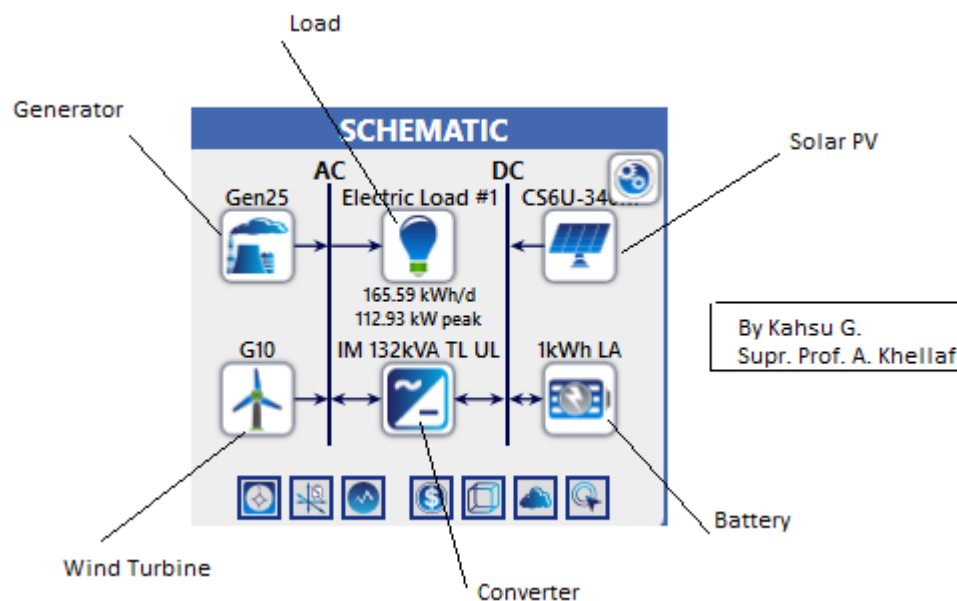 Load
Generator
Solar PV
SCHEMATIC
AC
DC
Gen25
Electric Load #1
165.59 kWh/d
112.93 kW peak
By Kahsu G.
Supr. Prof. A. Khellaf
G10
IM 132kVA TL UL
1kWh LA
Battery
Wind Turbine
Converter